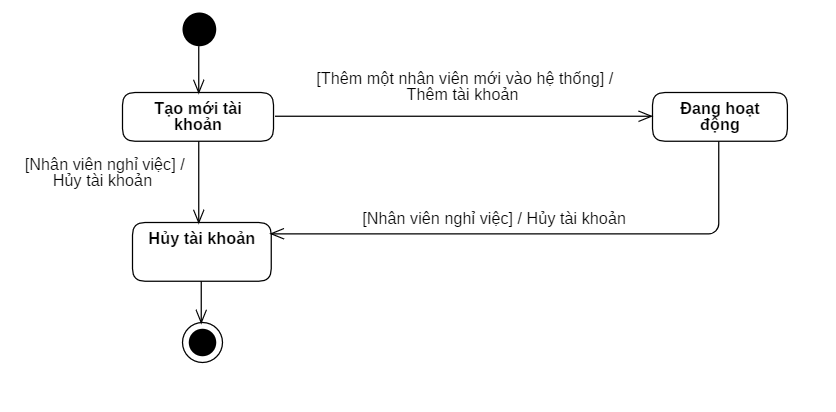 [Thêm một nhân viên mới vào hệ thống] /
Thêm tài khoản
Tạo mới tài
khoản
Đang hoạt
động
[Nhân viên nghỉ việc] /
Hủy tài khoản
[Nhân viên nghỉ việc] / Hủy tài khoản
Hủy tài khoản